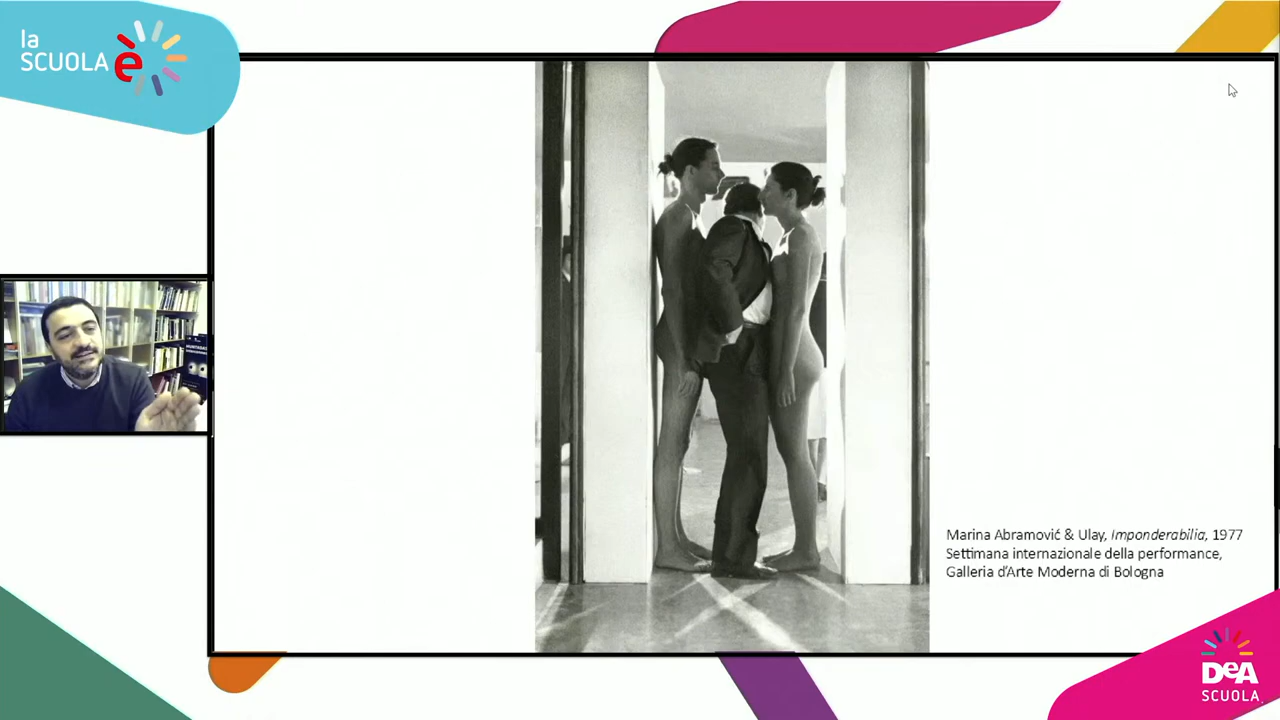 la
SCUOLA è
Marina Abramović & Ulay, Imponderabilia, 1977
Settimana internazionale della performance,
Galleria d'Arte Moderna di Bologna
DeA
SCUOLA